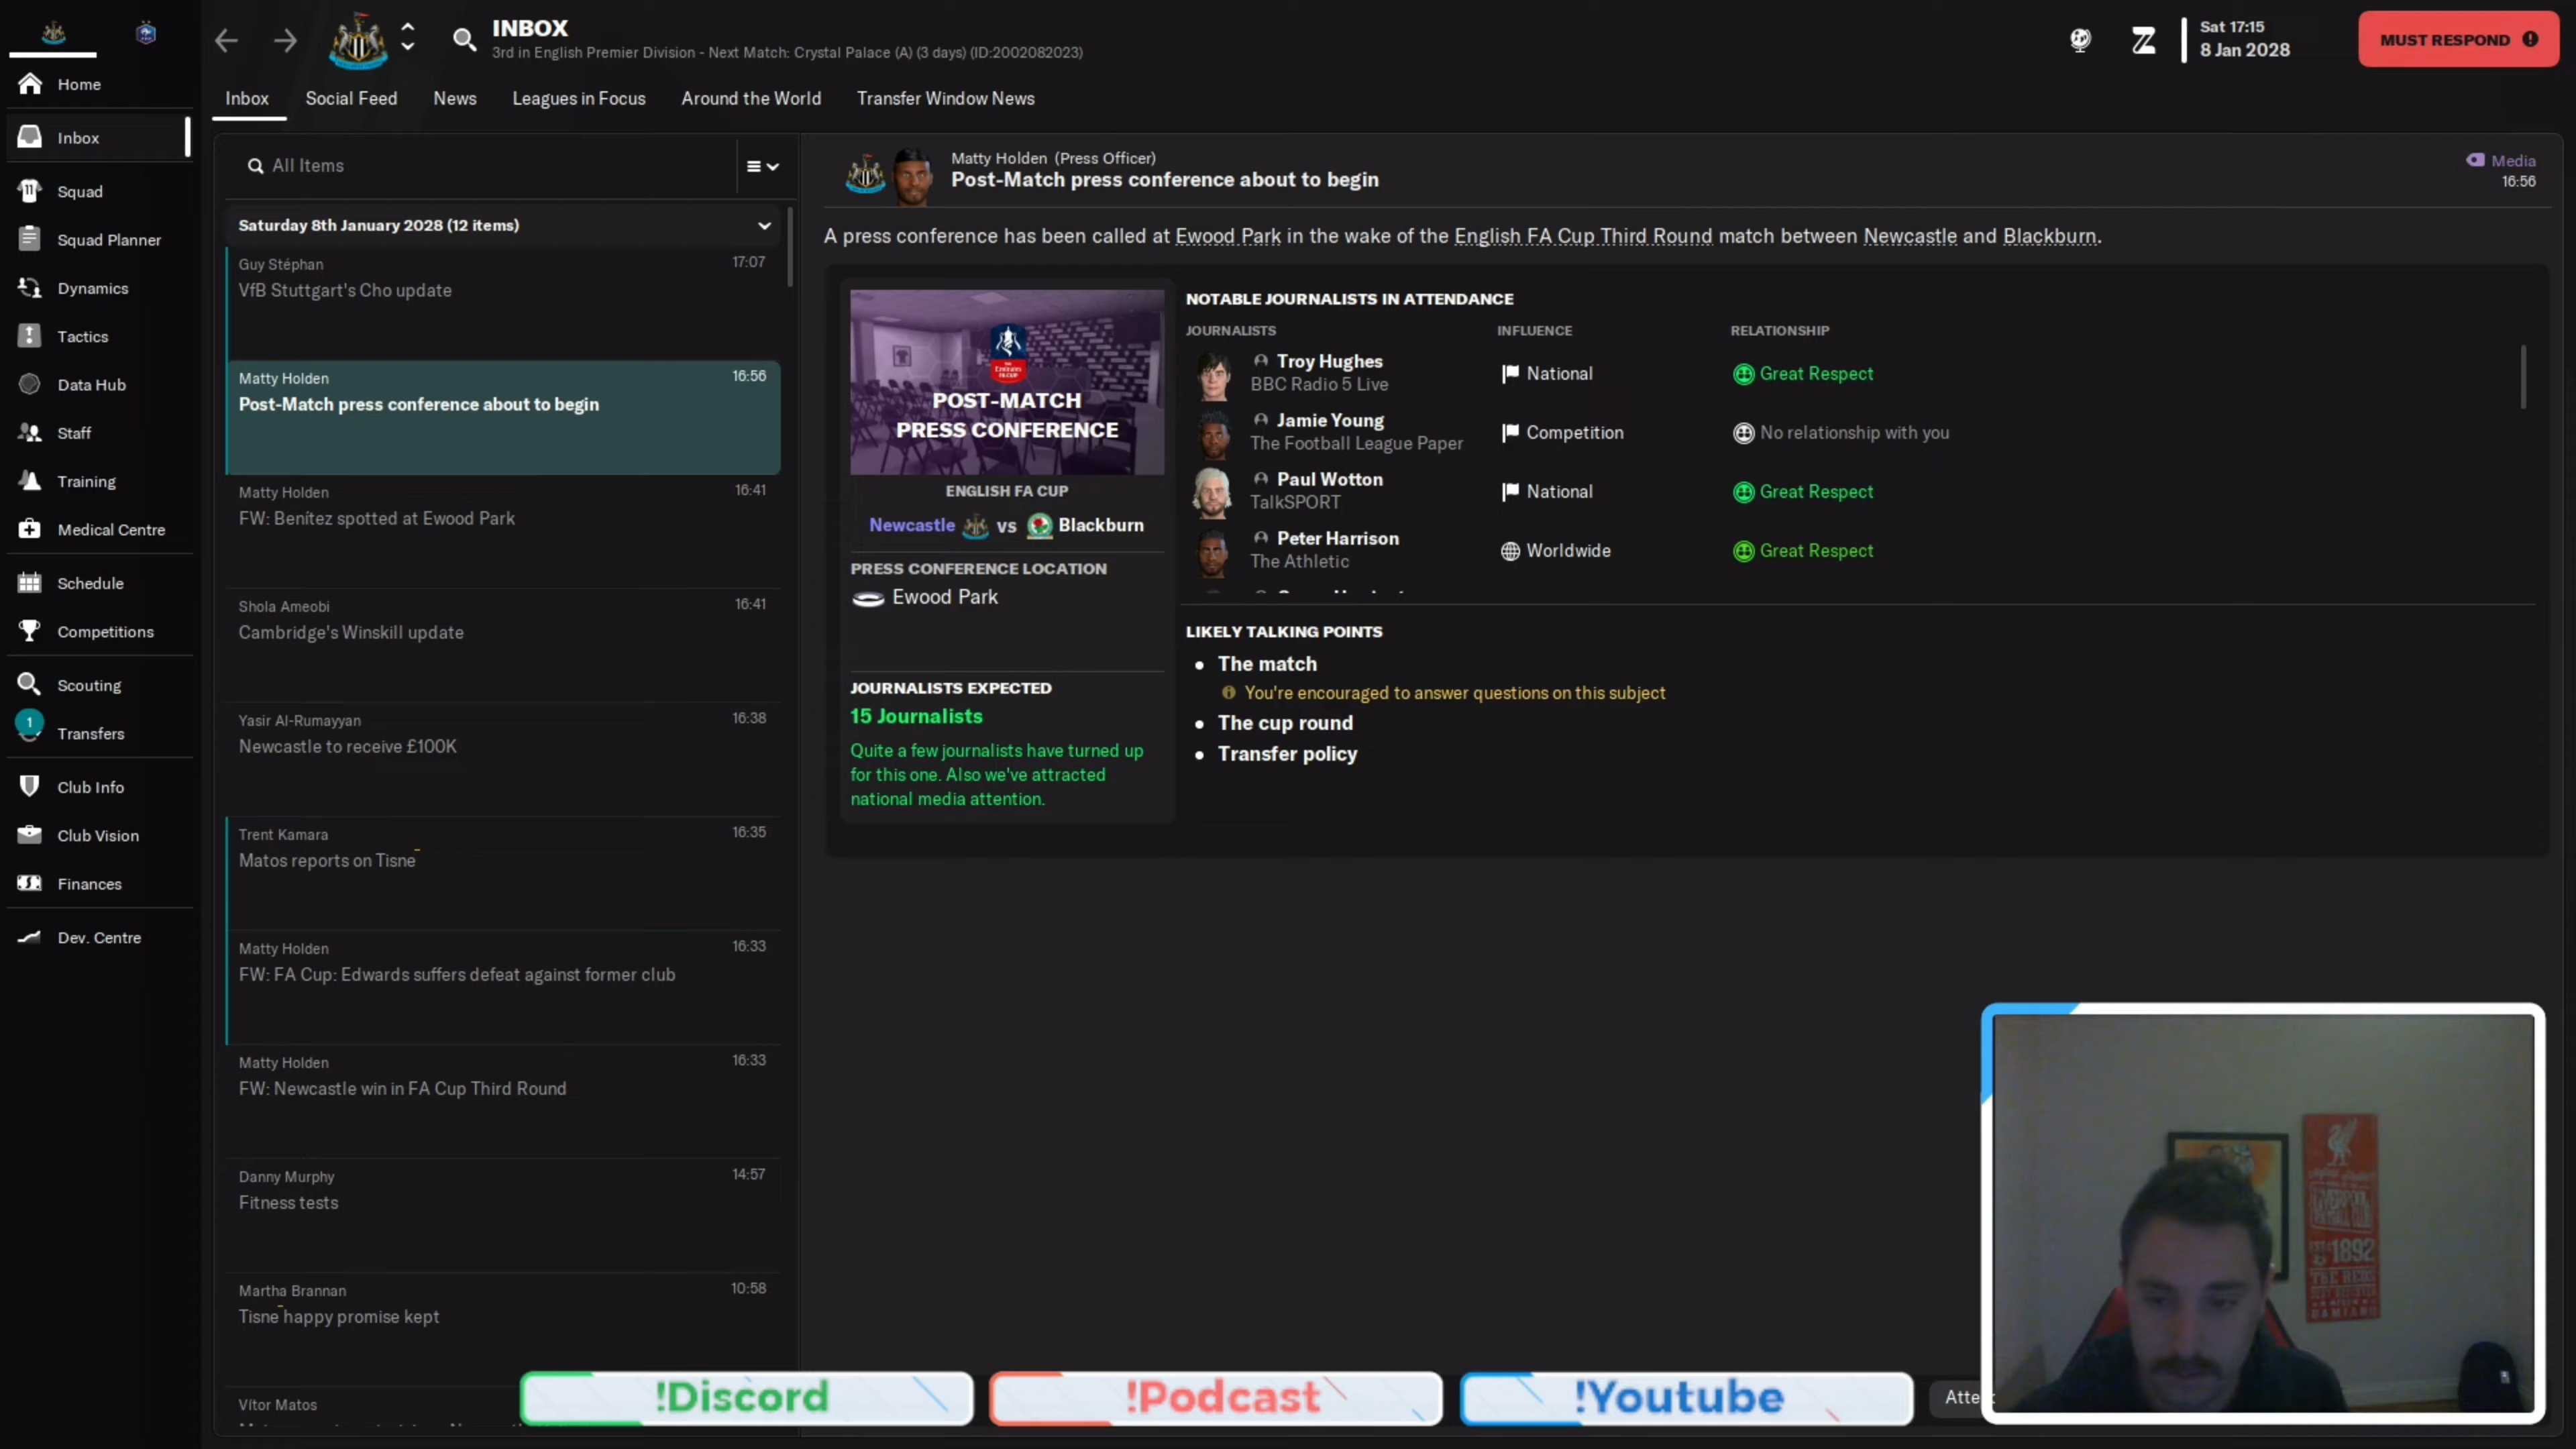 INBOX
3rd in English Premier Division - Next Match: Crystal Palace (A) (3 days) (ID:2002082023)
Sat 17:15
8 Jan 2028
MUST RESPOND
Home
Inbox
Squad
Squad Planner
Dynamics
Tactics
Data Hub
Staff
Training
Medical Centre
Schedule
Competitions
Scouting
1
Transfers
Club Info
Club Vision
Finances
Dev. Centre
Inbox Social Feed News Leagues in Focus Around the World Transfer Window News
All Items
Saturday 8th January 2028 (12 items)
Guy Stéphan 17:07
VfB Stuttgart's Cho update
Matty Holden 16:56
Post-Match press conference about to begin
Matty Holden 16:41
FW: Benítez spotted at Ewood Park
Shola Ameobi 16:41
Cambridge's Winskill update
Yasir Al-Rumayyan 16:38
Newcastle to receive £100K
Trent Kamara 16:35
Matos reports on Tisne
Matty Holden 16:33
FW: FA Cup: Edwards suffers defeat against former club
Matty Holden 16:33
FW: Newcastle win in FA Cup Third Round
Danny Murphy 14:57
Fitness tests
Martha Brannan 10:58
Tisne happy promise kept
Vítor Matos
Matty Holden (Press Officer)
Post-Match press conference about to begin
Media
16:56
A press conference has been called at Ewood Park in the wake of the English FA Cup Third Round match between Newcastle and Blackburn.
POST-MATCH
PRESS CONFERENCE
ENGLISH FA CUP
Newcastle vs Blackburn
PRESS CONFERENCE LOCATION
Ewood Park
JOURNALISTS EXPECTED
15 Journalists
Quite a few journalists have turned up
for this one. Also we've attracted
national media attention.
NOTABLE JOURNALISTS IN ATTENDANCE
JOURNALISTS INFLUENCE RELATIONSHIP
Troy Hughes
BBC Radio 5 Live
National Great Respect
Jamie Young
The Football League Paper
Competition No relationship with you
Paul Wotton
TalkSPORT
National Great Respect
Peter Harrison
The Athletic
Worldwide Great Respect
LIKELY TALKING POINTS
The match
You're encouraged to answer questions on this subject
The cup round
Transfer policy
!Discord
!Podcast
!Youtube
LIVERPOOL
FOOTBALL CLUB
1892
THE REDS